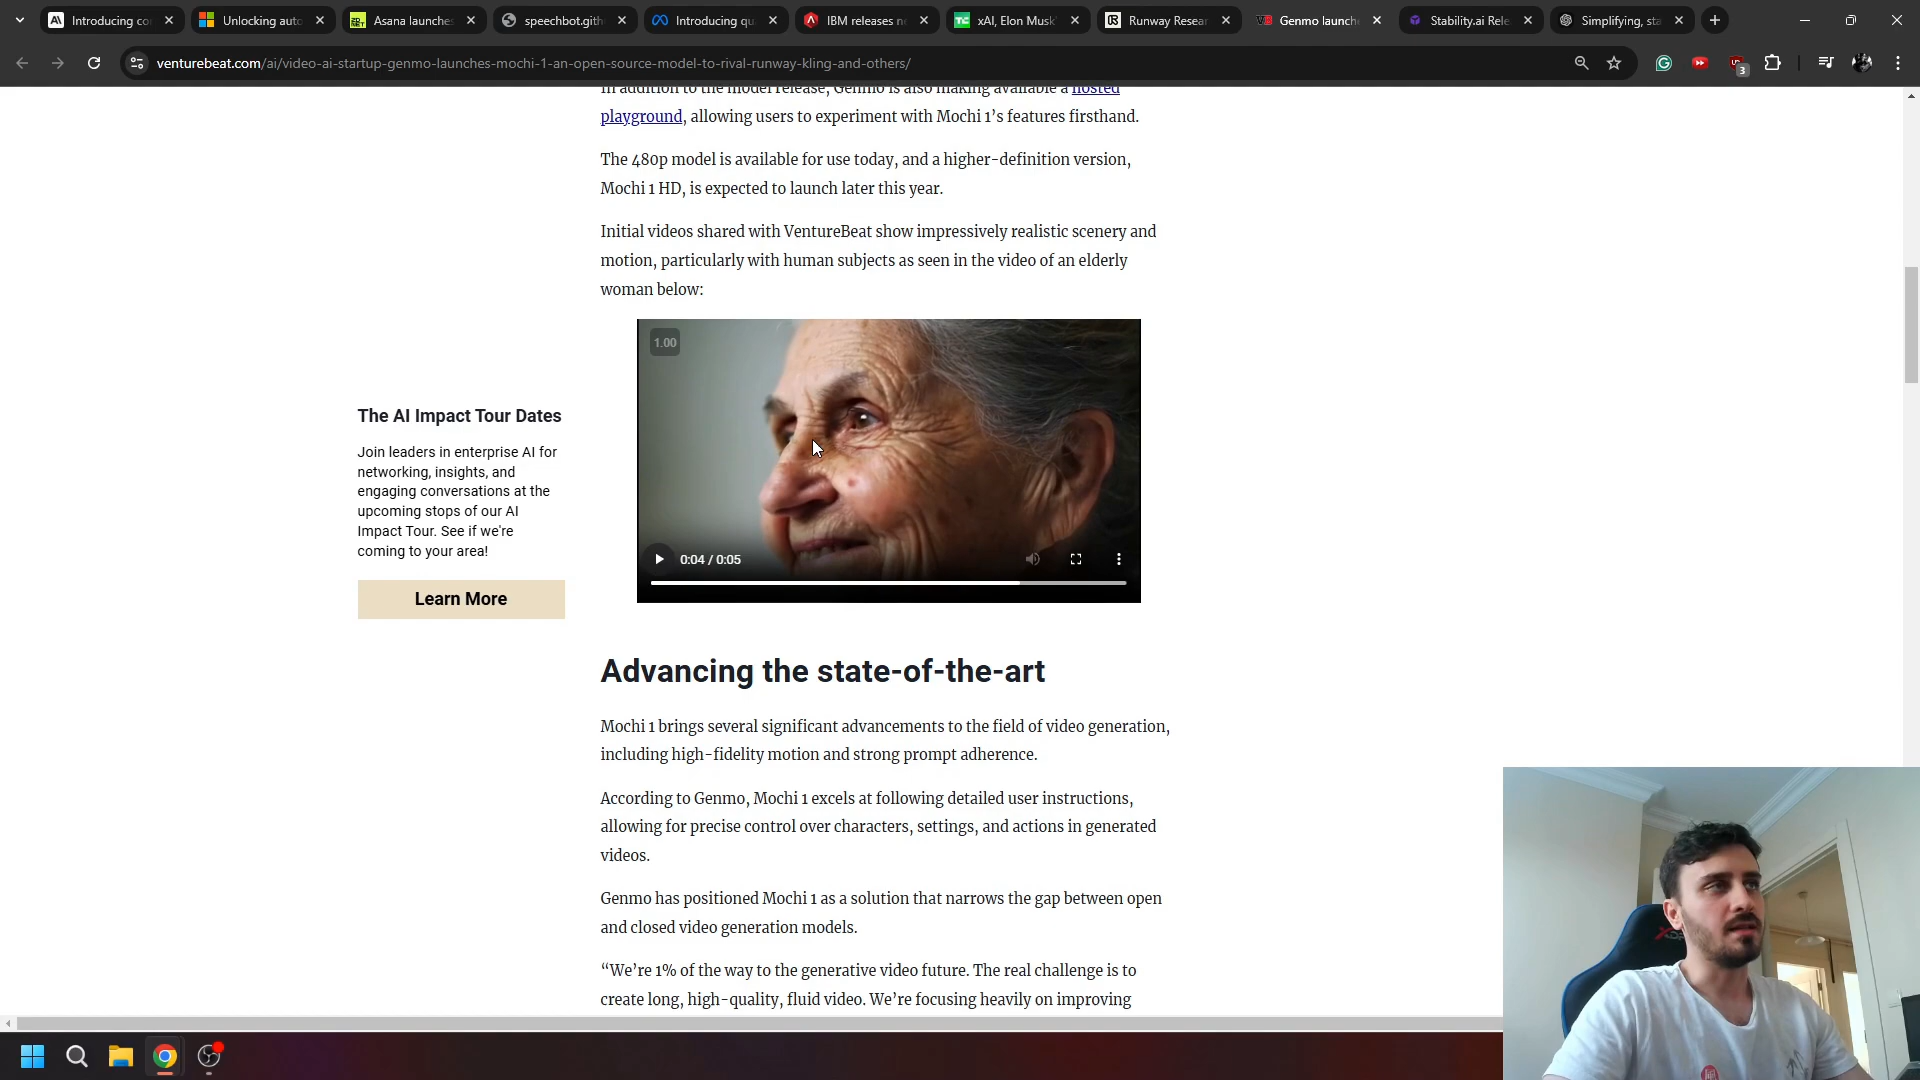 Introducing co
Unlocking auto
Asana launches
speechbot.gith
Introducing qu
IBM releases n
xAI, Elon Musk'
Runway Resea
Genmo launch
Stability.ai Rele
Simplifying, sta
venturebeat.com/ai/video-ai-startup-genmo-launches-mochi-1-an-open-source-model-to-rival-runway-kling-and-others/
3
In addition to the model release, Genmo is also making available a hosted
playground, allowing users to experiment with Mochi 1’s features firsthand.
The 480p model is available for use today, and a higher-definition version,
Mochi 1 HD, is expected to launch later this year.
Initial videos shared with VentureBeat show impressively realistic scenery and
motion, particularly with human subjects as seen in the video of an elderly
woman below:
1.00
0:04 / 0:05
The AI Impact Tour Dates
Join leaders in enterprise AI for
networking, insights, and
engaging conversations at the
upcoming stops of our AI
Impact Tour. See if we're
coming to your area!
Learn More
Advancing the state-of-the-art
Mochi 1 brings several significant advancements to the field of video generation,
including high-fidelity motion and strong prompt adherence.
According to Genmo, Mochi 1 excels at following detailed user instructions,
allowing for precise control over characters, settings, and actions in generated
videos.
Genmo has positioned Mochi 1 as a solution that narrows the gap between open
and closed video generation models.
“We’re 1% of the way to the generative video future. The real challenge is to
create long, high-quality, fluid video. We’re focusing heavily on improving